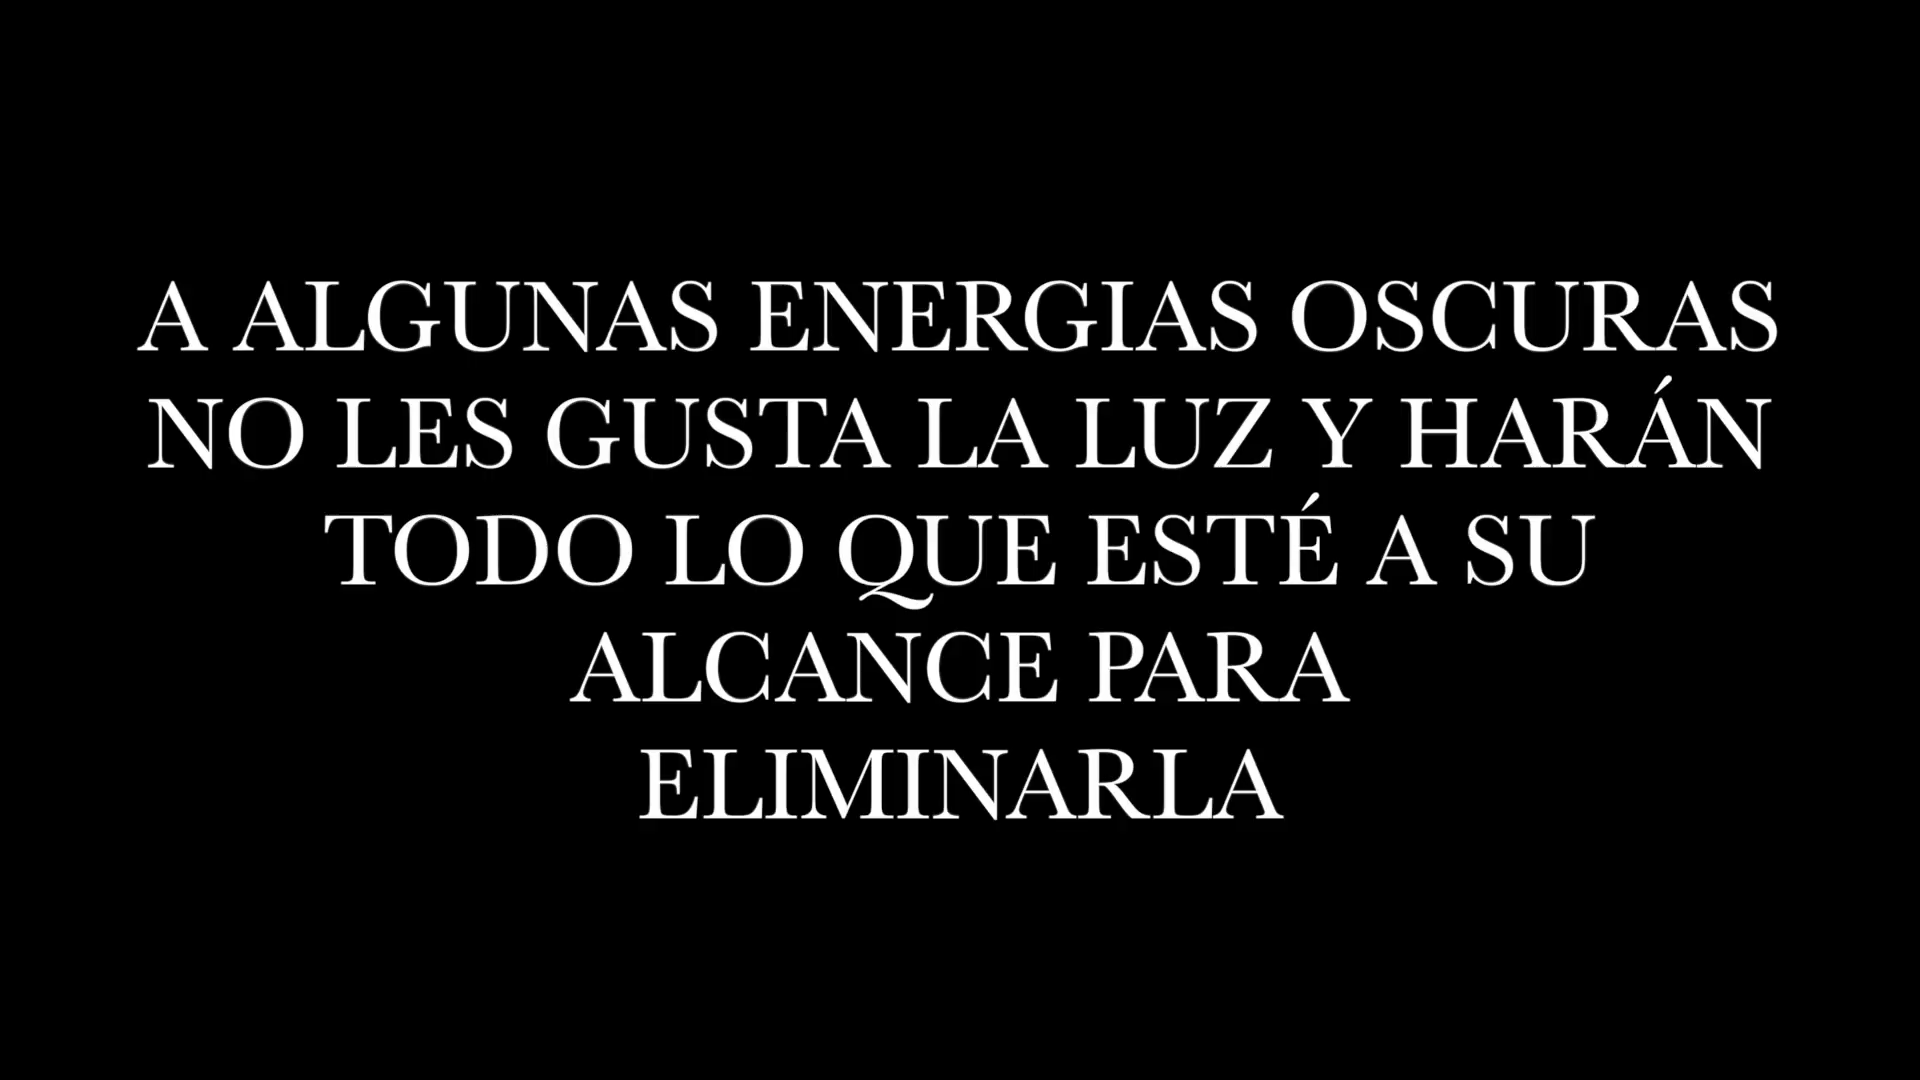 A ALGUNAS ENERGIAS OSCURAS
NO LES GUSTA LA LUZ Y HARÁN
TODO LO QUE ESTÉ A SU
ALCANCE PARA
ELIMINARLA